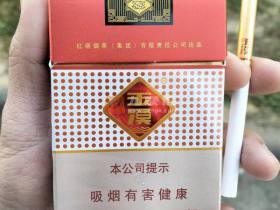 红塔烟草（集团）有限责任公司出品
玉溪
本公司提示
吸烟有害健康